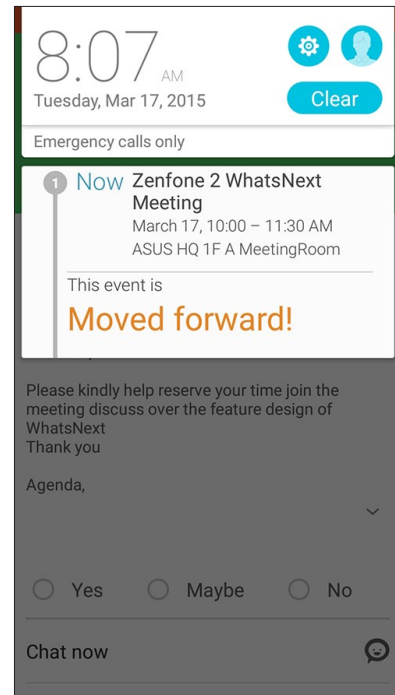 8:07 AM
Tuesday, Mar 17, 2015
Clear
Emergency calls only
1 Now Zenfone 2 WhatsNext
Meeting
March 17, 10:00 – 11:30 AM
ASUS HQ 1F A MeetingRoom
This event is
Moved forward!
Please kindly help reserve your time join the
meeting discuss over the feature design of
WhatsNext
Thank you
Agenda,
Yes Maybe No
Chat now